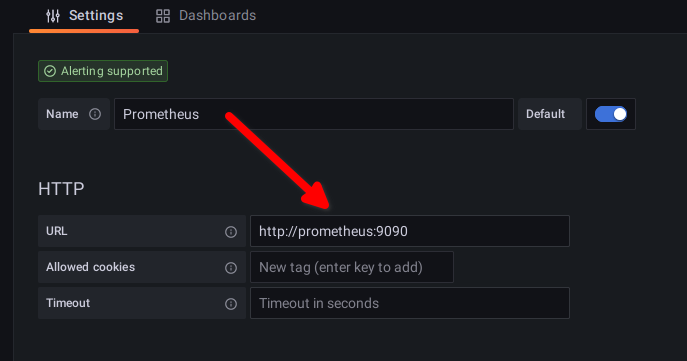 Settings Dashboards
Alerting supported
Name Prometheus Default
HTTP
URL http://prometheus:9090
Allowed cookies New tag (enter key to add)
Timeout Timeout in seconds